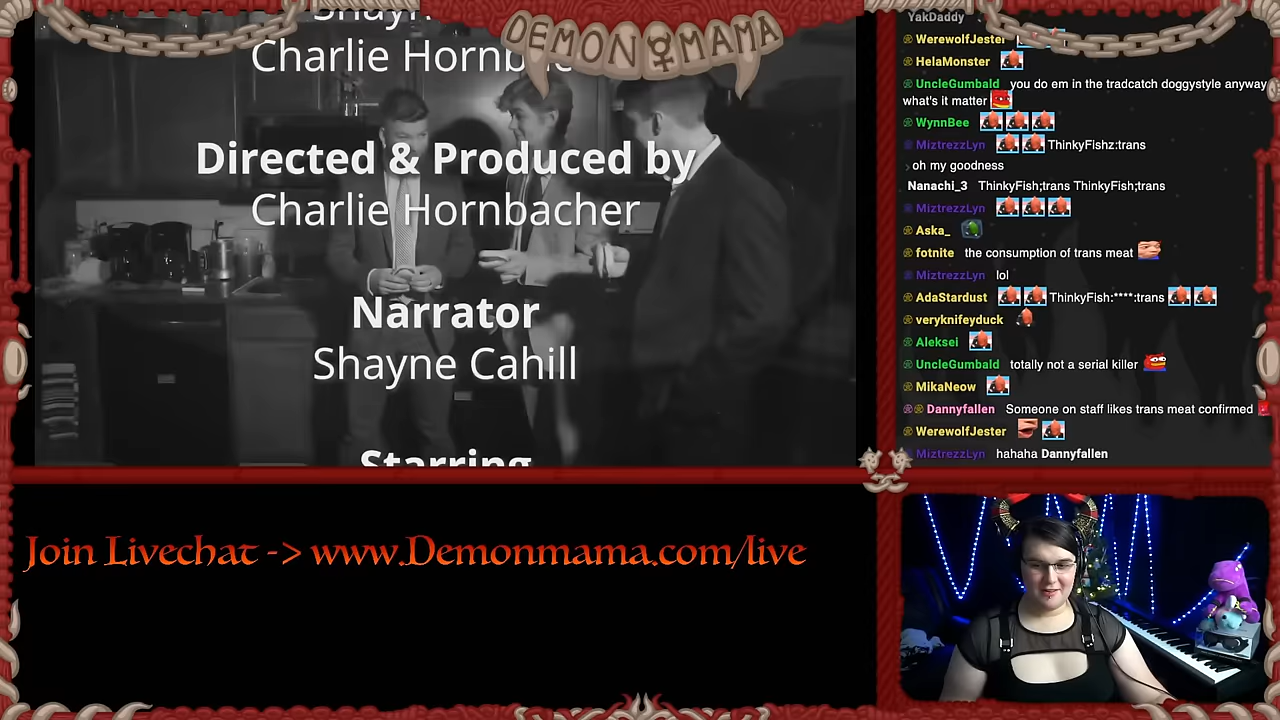 Shayne
Charlie Hornbacher
DEMON MAMA
Directed & Produced by
Charlie Hornbacher
Narrator
Shayne Cahill
Starring
YakDaddy
WerewolfJester
HelaMonster
UncleGumbald you do em in the tradcatch doggystyle anyway
what's it matter
WynnBee
MiztrezzLyn ThinkyFishz:trans
oh my goodness
Nanachi_3 ThinkyFish;trans ThinkyFish;trans
MiztrezzLyn
Aska_
fotnite the consumption of trans meat
MiztrezzLyn lol
AdaStardust ThinkyFish:****:trans
veryknifeyduck
Aleksei
UncleGumbald totally not a serial killer
MikaNeow
Dannyfallen Someone on staff likes trans meat confirmed
WerewolfJester
MiztrezzLyn hahaha Dannyfallen
Join Livechat -> www.Demonmama.com/live